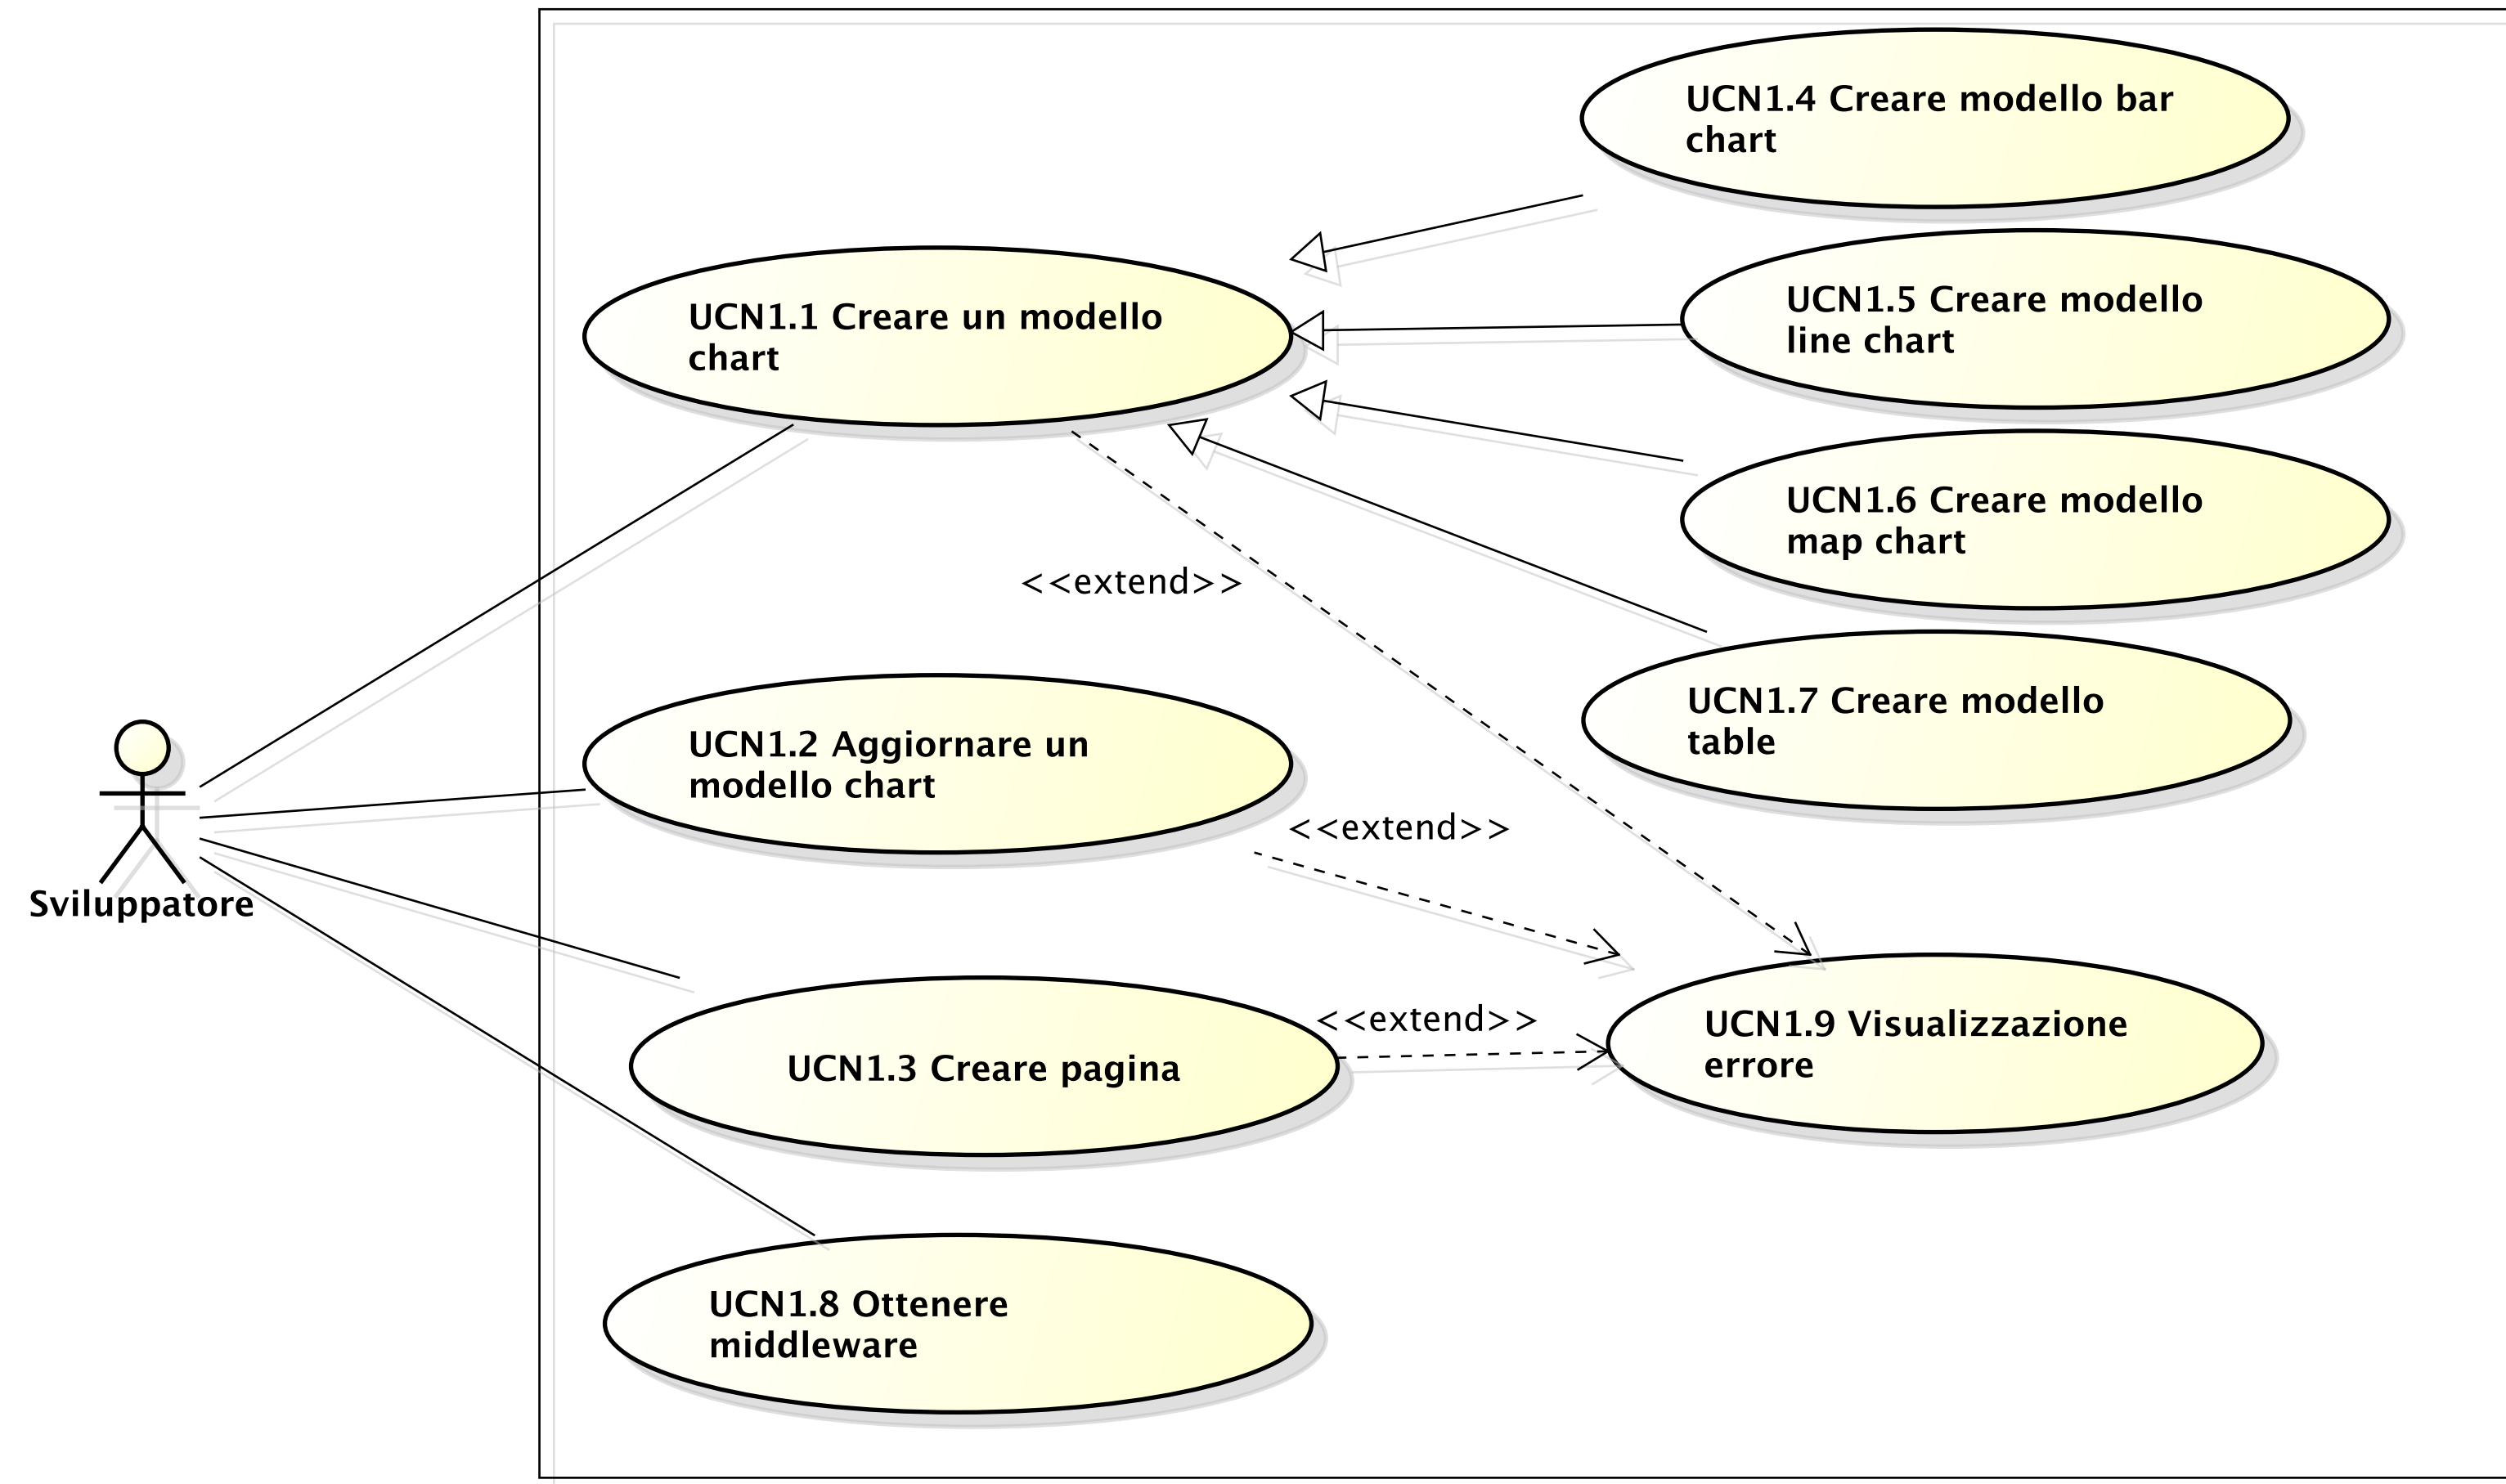 UCN1.4 Creare modello bar
chart
UCN1.1 Creare un modello
chart
UCN1.5 Creare modello
line chart
UCN1.6 Creare modello
map chart
<<extend>>
UCN1.7 Creare modello
table
UCN1.2 Aggiornare un
modello chart
<<extend>>
Sviluppatore
<<extend>>
UCN1.9 Visualizzazione
errore
UCN1.3 Creare pagina
UCN1.8 Ottenere
middleware